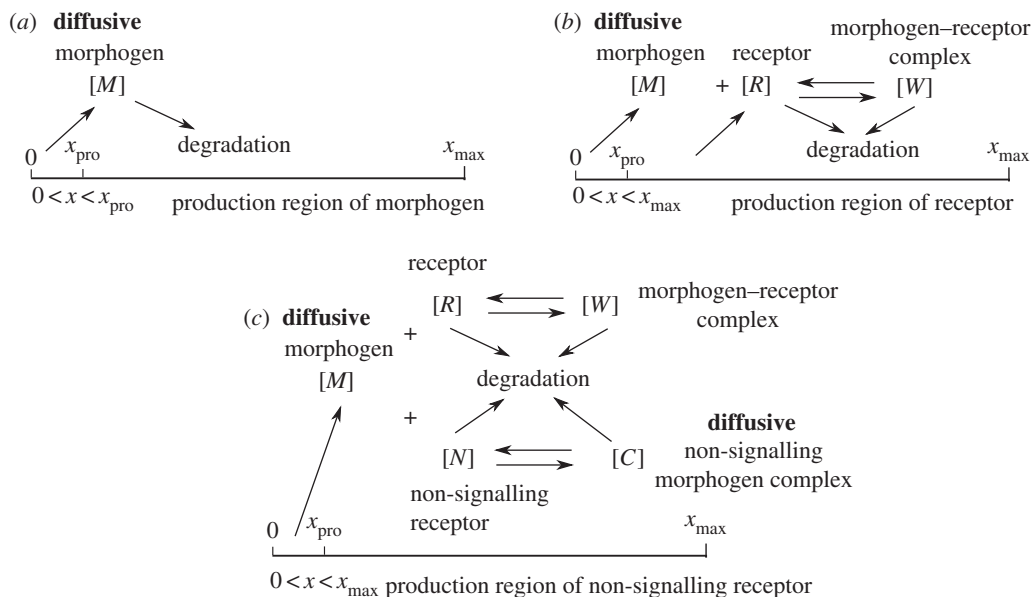 (a) diffusive
morphogen
[M]
degradation
0 x_pro x_max
0 < x < x_pro production region of morphogen
(b) diffusive
morphogen receptor
morphogen–receptor
complex
[M] + [R] [W]
degradation
0 x_pro x_max
0 < x < x_max production region of receptor
receptor
[R] [W] morphogen–receptor
complex
(c) diffusive
morphogen
+
[M]
degradation
+
[N] [C]
diffusive
non-signalling
morphogen complex
non-signalling
receptor
0 x_pro x_max
0 < x < x_max production region of non-signalling receptor